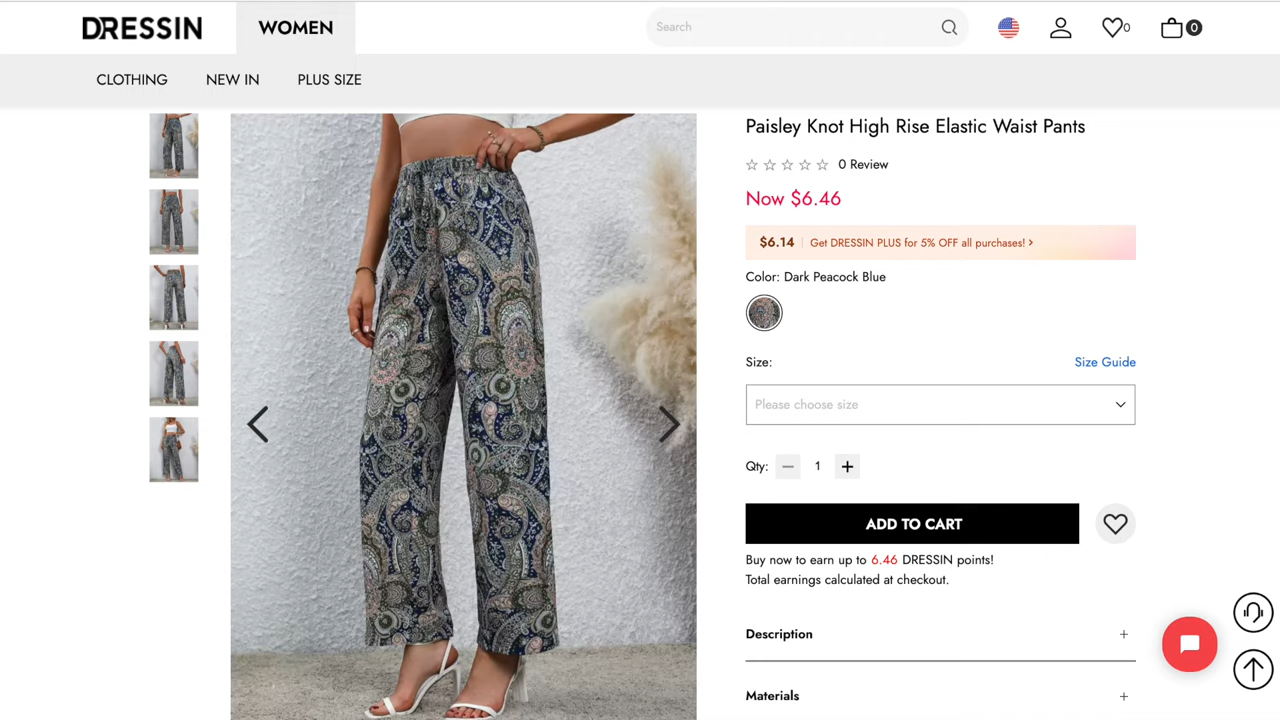 DRESSIN
WOMEN
Search
0
0
CLOTHING
NEW IN
PLUS SIZE
Paisley Knot High Rise Elastic Waist Pants
0 Review
Now $6.46
$6.14 Get DRESSIN PLUS for 5% OFF all purchases!
Color: Dark Peacock Blue
Size:
Size Guide
Please choose size
Qty: 1
ADD TO CART
Buy now to earn up to 6.46 DRESSIN points!
Total earnings calculated at checkout.
Description
Materials